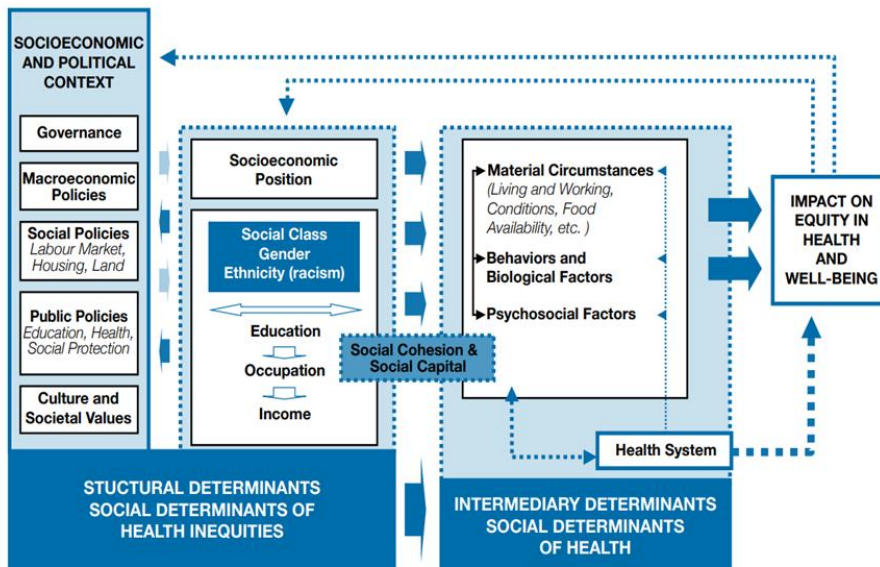 SOCIOECONOMIC
AND POLITICAL
CONTEXT
Governance
Macroeconomic
Policies
Social Policies
Labour Market,
Housing, Land
Public Policies
Education, Health,
Social Protection
Culture and
Societal Values
Socioeconomic
Position
Social Class
Gender
Ethnicity (racism)
Education
Occupation
Income
Social Cohesion &
Social Capital
Material Circumstances
(Living and Working,
Conditions, Food
Availability, etc. )
Behaviors and
Biological Factors
Psychosocial Factors
Health System
IMPACT ON
EQUITY IN
HEALTH
AND
WELL-BEING
STUCTURAL DETERMINANTS
SOCIAL DETERMINANTS OF
HEALTH INEQUITIES
INTERMEDIARY DETERMINANTS
SOCIAL DETERMINANTS
OF HEALTH